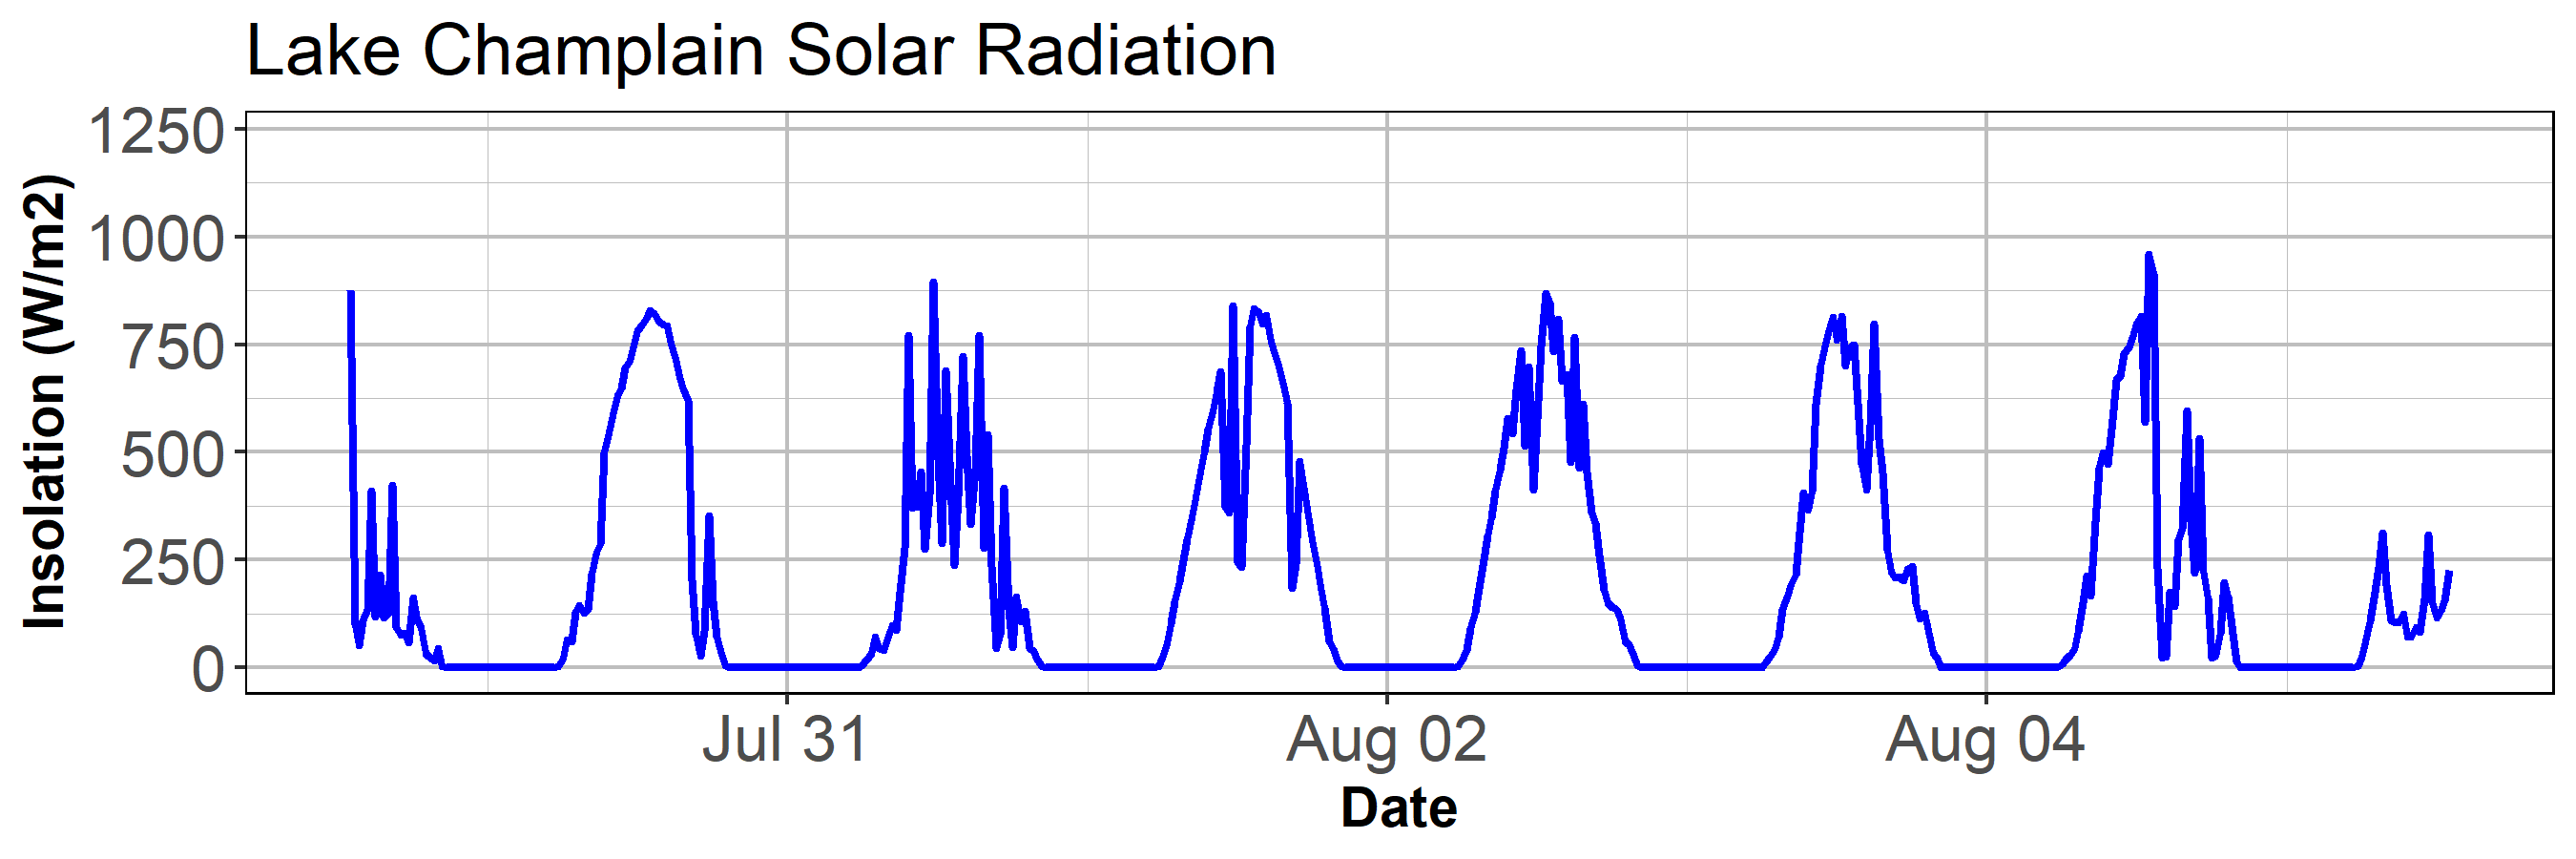 Lake Champlain Solar Radiation
Insolation (W/m2)
1250
1000
750
500
250
0
Jul 31
Aug 02
Aug 04
Date